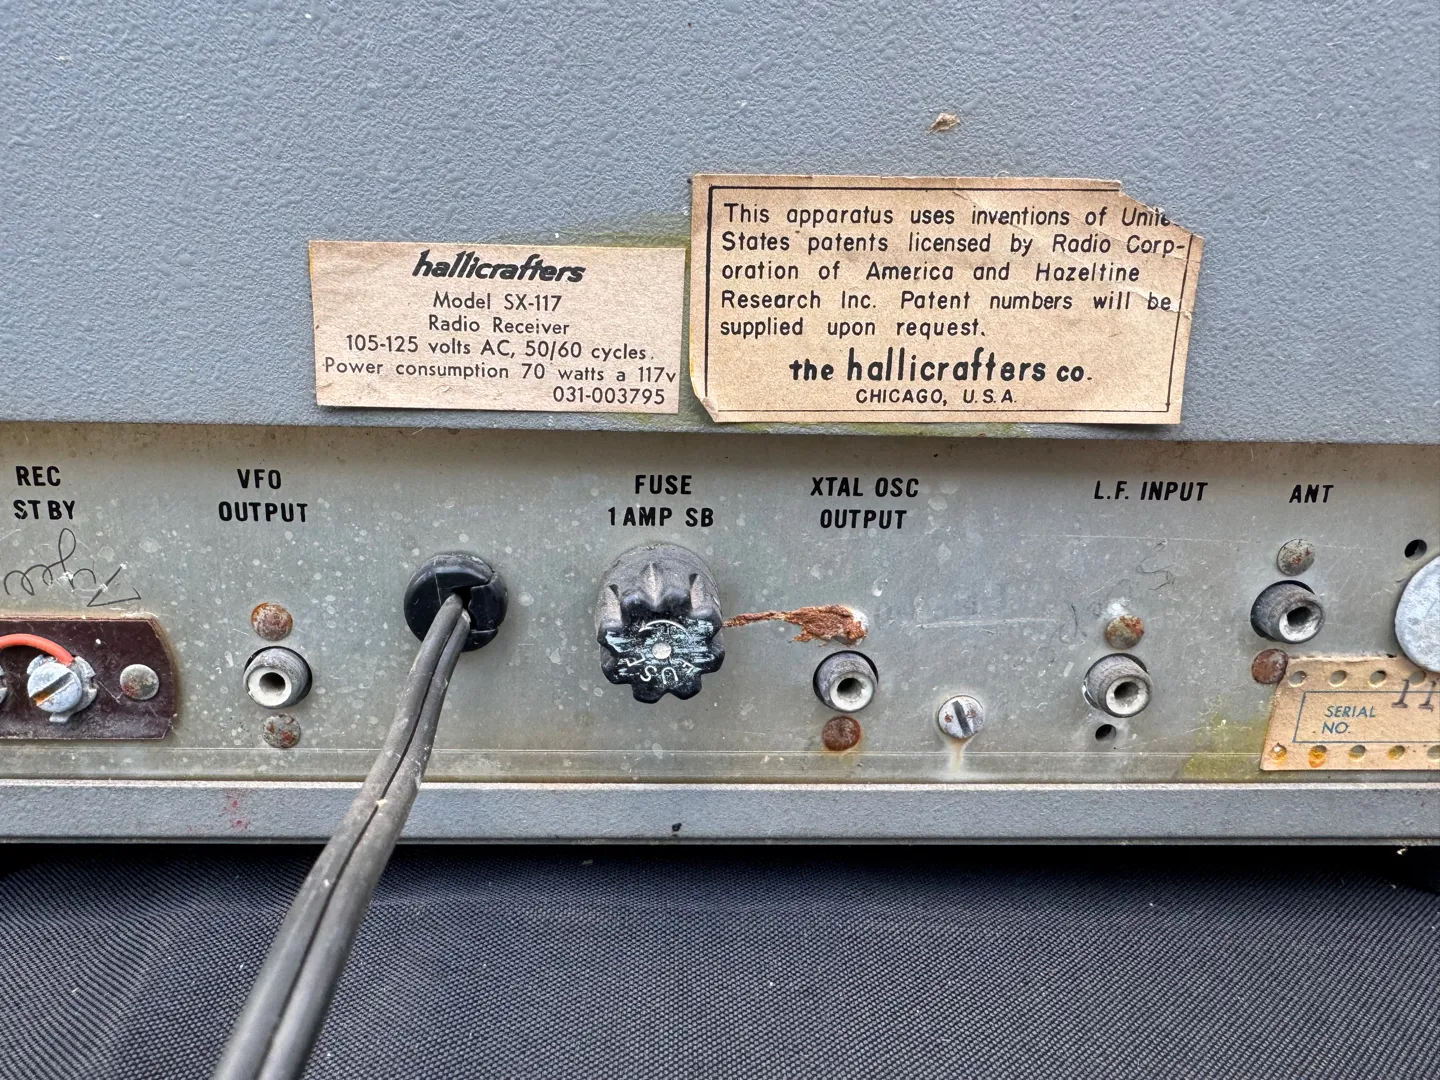 hallicrafters
Model SX-117
Radio Receiver
105-125 volts AC, 50/60 cycles.
Power consumption 70 watts a 117v
031-003795
This apparatus uses inventions of Unite
States patents licensed by Radio Corp-
oration of America and Hazeltine
Research Inc. Patent numbers will be
supplied upon request.
the hallicrafters co.
CHICAGO, U.S.A.
REC
ST BY
VFO
OUTPUT
FUSE
1 AMP SB
XTAL OSC
OUTPUT
L.F. INPUT
ANT
FUSE
SERIAL
NO.
11